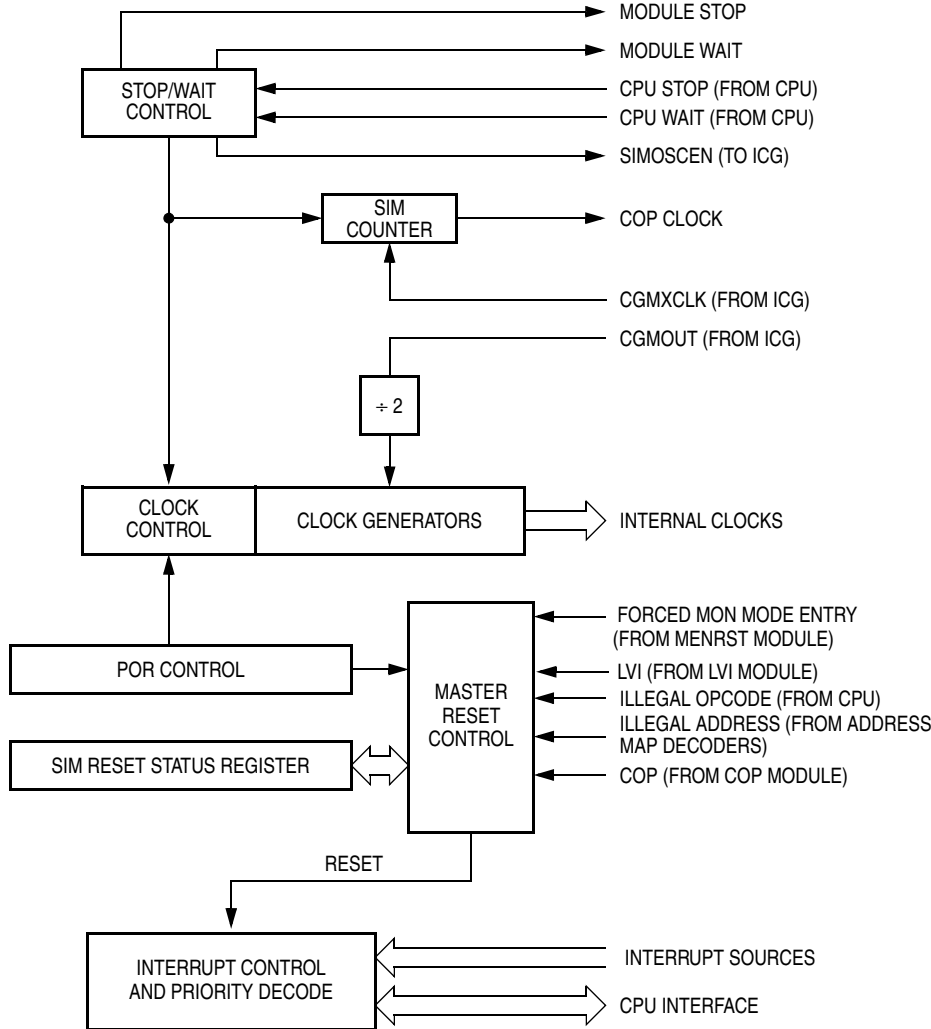 MODULE STOP
MODULE WAIT
STOP/WAIT
CONTROL
CPU STOP (FROM CPU)
CPU WAIT (FROM CPU)
SIMOSCEN (TO ICG)
SIM
COUNTER
COP CLOCK
CGMXCLK (FROM ICG)
CGMOUT (FROM ICG)
÷ 2
CLOCK
CONTROL
CLOCK GENERATORS
INTERNAL CLOCKS
FORCED MON MODE ENTRY
(FROM MENRST MODULE)
POR CONTROL
LVI (FROM LVI MODULE)
MASTER
RESET
CONTROL
ILLEGAL OPCODE (FROM CPU)
ILLEGAL ADDRESS (FROM ADDRESS
MAP DECODERS)
SIM RESET STATUS REGISTER
COP (FROM COP MODULE)
RESET
INTERRUPT CONTROL
AND PRIORITY DECODE
INTERRUPT SOURCES
CPU INTERFACE